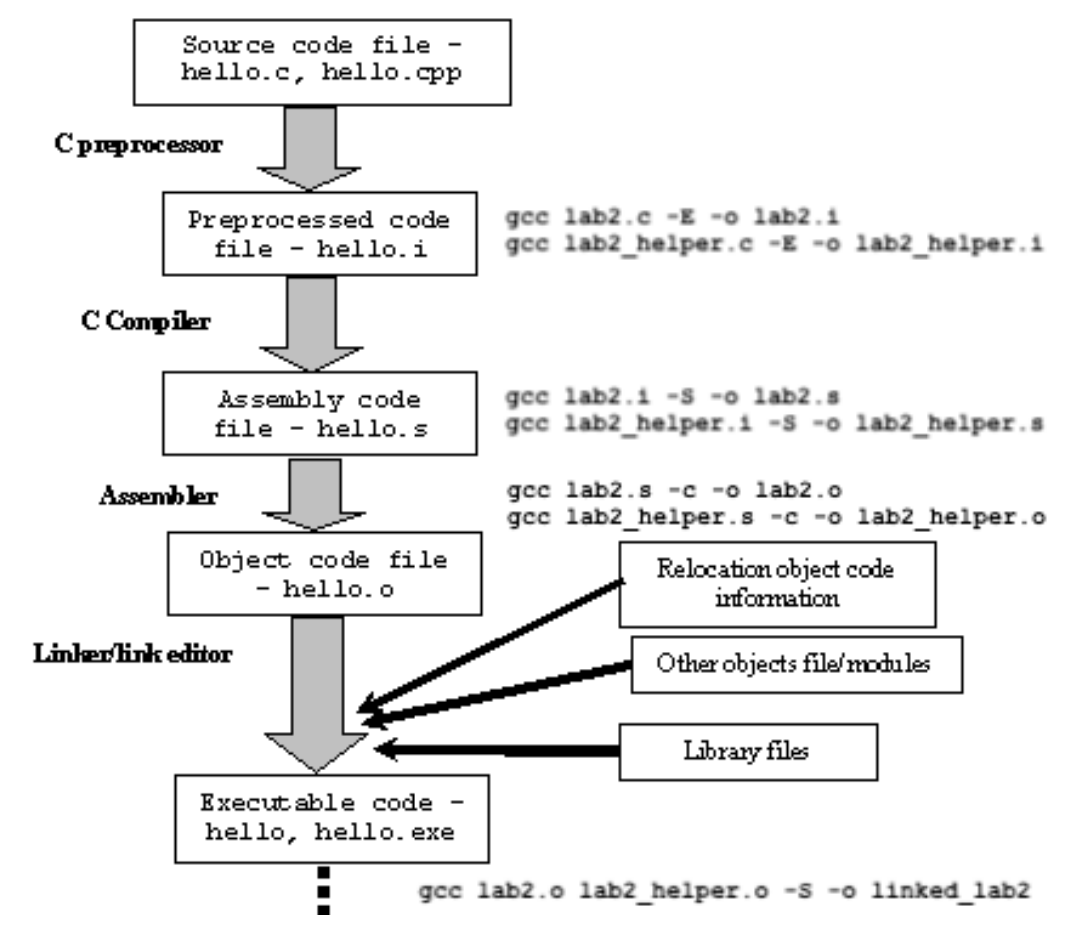 Source code file -
hello.c, hello.cpp
C preprocessor
Preprocessed code
file - hello.i
gcc lab2.c -E -o lab2.i
gcc lab2_helper.c -E -o lab2_helper.i
C Compiler
Assembly code
file - hello.s
gcc lab2.i -S -o lab2.s
gcc lab2_helper.i -S -o lab2_helper.s
Assembler
gcc lab2.s -c -o lab2.o
gcc lab2_helper.s -c -o lab2_helper.o
Object code file
- hello.o
Relocation object code
information
Linker/link editor
Other objects file/modules
Library files
Executable code -
hello, hello.exe
gcc lab2.o lab2_helper.o -S -o linked_lab2